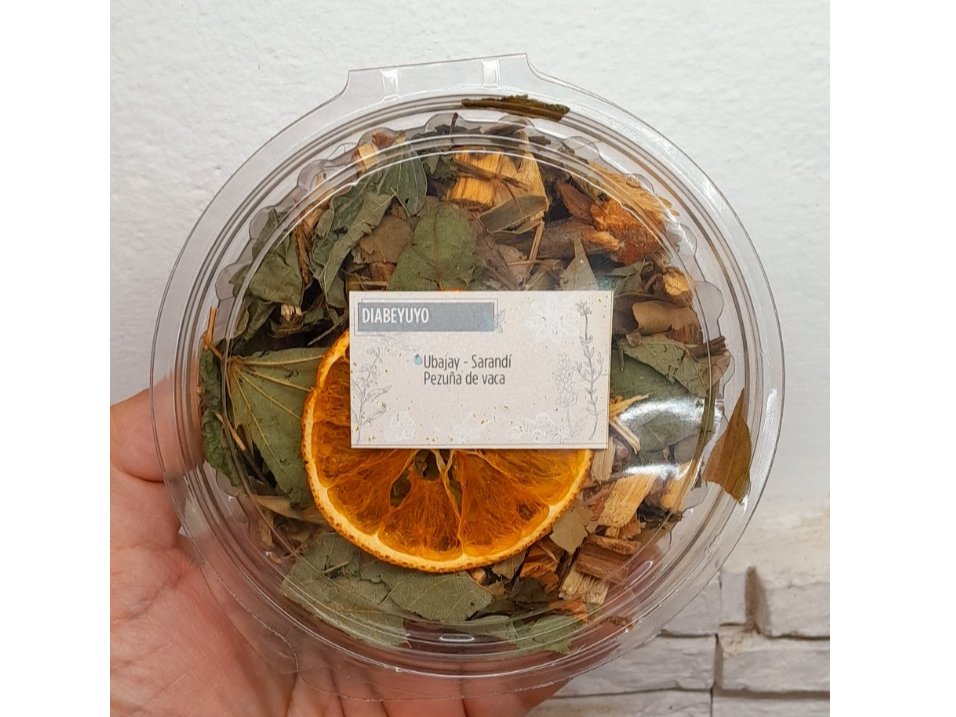 DIABEYUYO
Ubajay - Sarandí
Pezuña de vaca